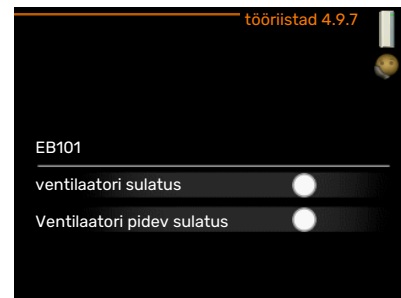 tööriistad 4.9.7
EB101
ventilaatori sulatus
Ventilaatori pidev sulatus